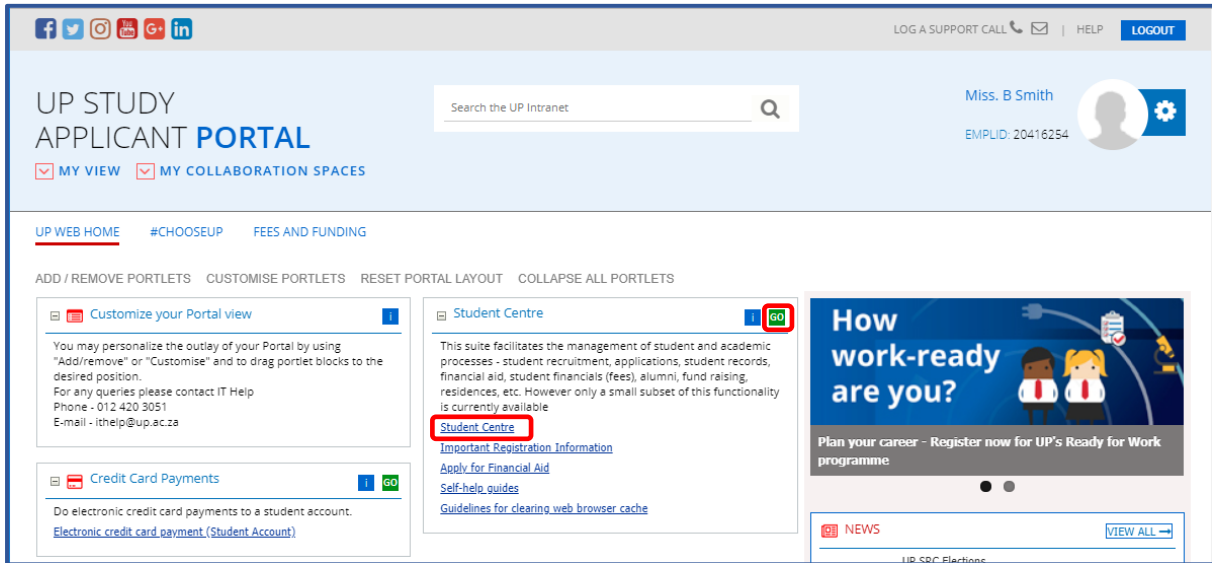 f You Tube G+ in
LOG A SUPPORT CALL | HELP LOGOUT
UP STUDY
APPLICANT PORTAL
MY VIEW MY COLLABORATION SPACES
Search the UP Intranet
Miss. B Smith
EMPLID: 20416254
UP WEB HOME #CHOOSEUP FEES AND FUNDING
ADD / REMOVE PORTLETS CUSTOMISE PORTLETS RESET PORTAL LAYOUT COLLAPSE ALL PORTLETS
Customize your Portal view i
You may personalize the outlay of your Portal by using
"Add/remove" or "Customise" and to drag portlet blocks to the
desired position.
For any queries please contact IT Help
Phone - 012 420 3051
E-mail - ithelp@up.ac.za
Credit Card Payments i GO
Do electronic credit card payments to a student account.
Electronic credit card payment (Student Account)
Student Centre i GO
This suite facilitates the management of student and academic
processes - student recruitment, applications, student records,
financial aid, student financials (fees), alumni, fund raising,
residences, etc. However only a small subset of this functionality
is currently available
Student Centre
Important Registration Information
Apply for Financial Aid
Self-help guides
Guidelines for clearing web browser cache
How
work-ready
are you?
Plan your career - Register now for UP's Ready for Work
programme
NEWS VIEW ALL →
UP SRC Elections